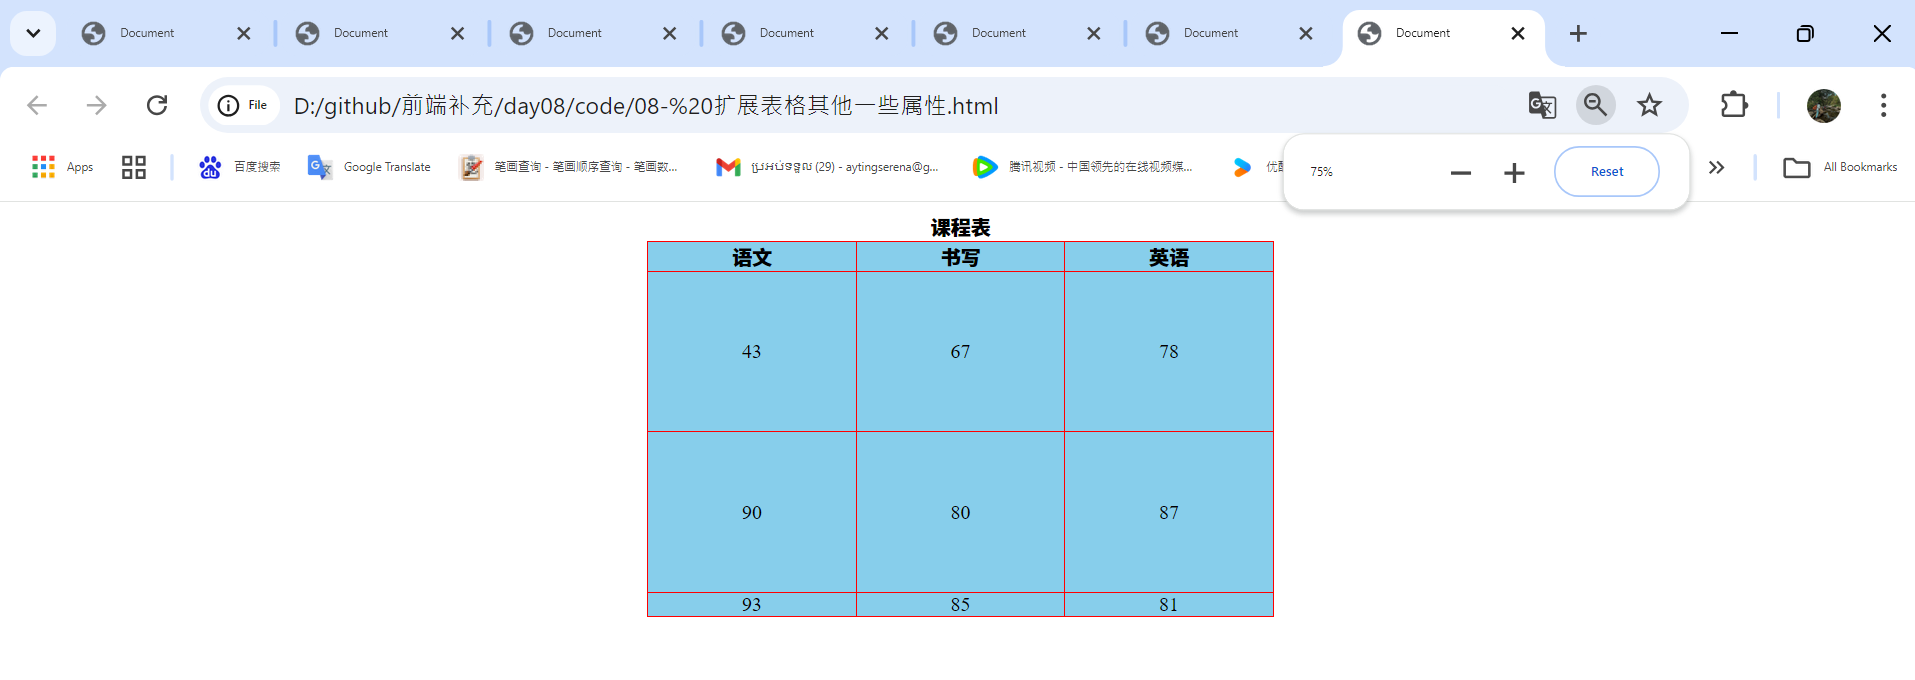 Document Document Document Document Document Document Document
File D:/github/前端补充/day08/code/08-%20扩展表格其他一些属性.html
Apps 百度搜索 Google Translate 笔画查询 - 笔画顺序查询 - 笔画数... ប្រអប់ទទួល (29) - aytingserena@g... 腾讯视频 - 中国领先的在线视频媒... All Bookmarks
75% Reset
课程表
语文 书写 英语
43 67 78
90 80 87
93 85 81